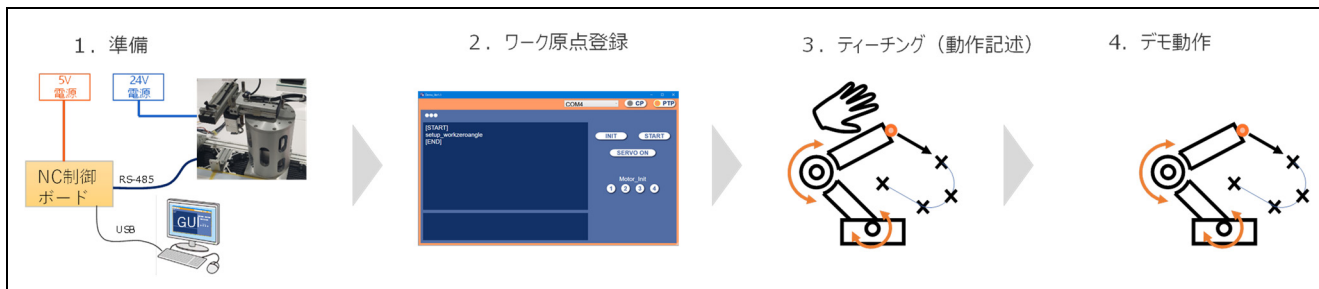 1．準備
5V
電源
24V
電源
NC制御
ボード
RS-485
USB
GUI
2．ワーク原点登録
COM4
CP
PTP
[START]
setup_workzeroangle
[END]
INIT
START
SERVO ON
Motor_Init
1 2 3 4
3．ティーチング（動作記述）
4．デモ動作